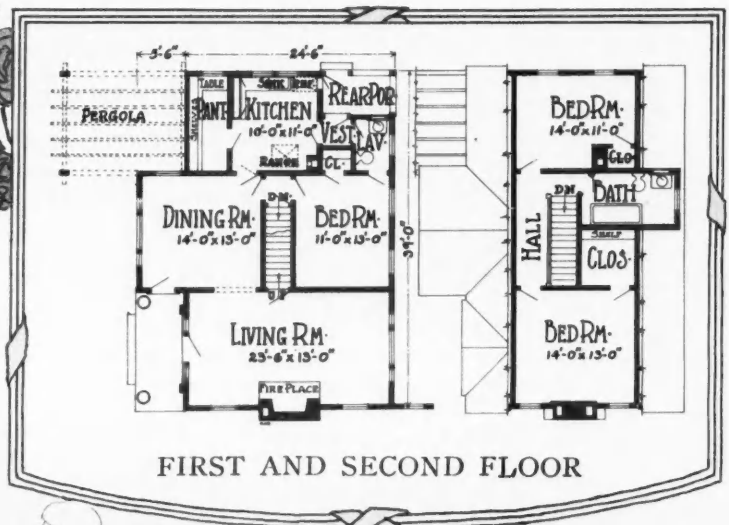 5'-6" 24'-6"
PERGOLA
TABLE
PANT.
SHELVES
SINK REF.
KITCHEN
10'-0"x11'-0"
RANGE
REAR POR.
VEST.
LAV.
CL.
DINING RM.
14'-0"x13'-0"
DN.
BED RM.
11'-0"x13'-0"
39'-0"
UP
LIVING RM.
23'-6"x13'-0"
FIRE PLACE
BED RM.
14'-0"x11'-0"
CLO.
BATH
DN.
HALL
SHELF
CLOS.
BED RM.
14'-0"x13'-0"
FIRST AND SECOND FLOOR